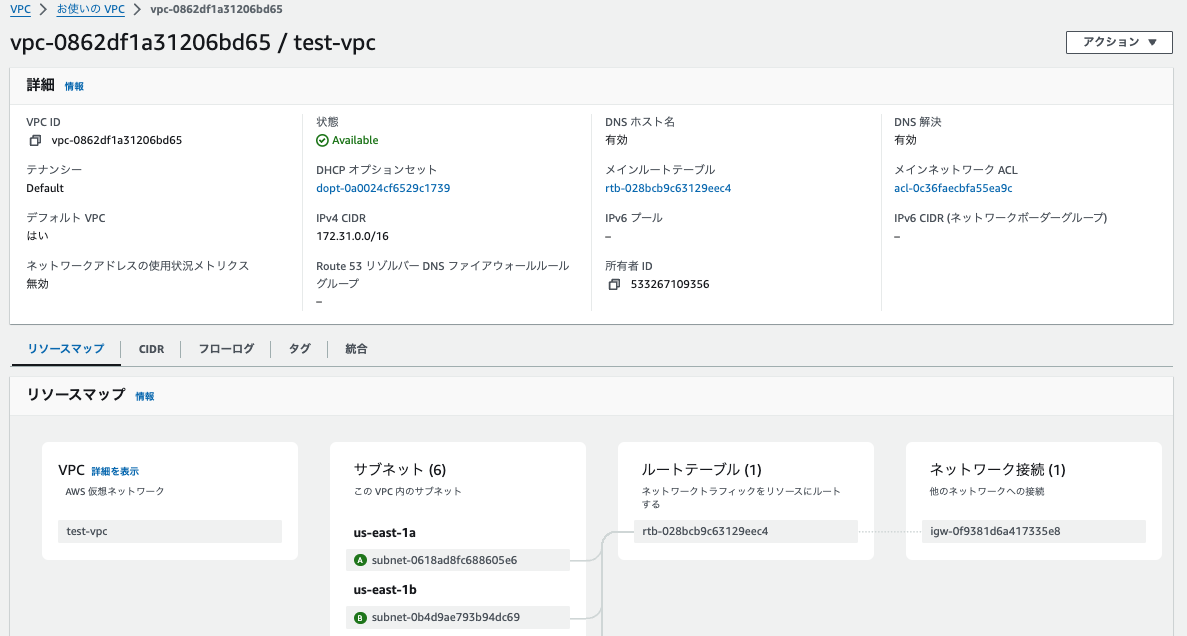 VPC > お使いの VPC > vpc-0862df1a31206bd65
vpc-0862df1a31206bd65 / test-vpc
アクション ▼
詳細 情報
VPC ID
vpc-0862df1a31206bd65
状態
Available
DNS ホスト名
有効
DNS 解決
有効
テナンシー
Default
DHCP オプションセット
dopt-0a0024cf6529c1739
メインルートテーブル
rtb-028bcb9c63129eec4
メインネットワーク ACL
acl-0c36faecbfa55ea9c
デフォルト VPC
はい
IPv4 CIDR
172.31.0.0/16
IPv6 プール
–
IPv6 CIDR (ネットワークボーダーグループ)
–
ネットワークアドレスの使用状況メトリクス
無効
Route 53 リゾルバー DNS ファイアウォールルール
グループ
–
所有者 ID
533267109356
リソースマップ
CIDR
フローログ
タグ
統合
リソースマップ 情報
VPC 詳細を表示
AWS 仮想ネットワーク
test-vpc
サブネット (6)
この VPC 内のサブネット
us-east-1a
A subnet-0618ad8fc688605e6
us-east-1b
B subnet-0b4d9ae793b94dc69
ルートテーブル (1)
ネットワークトラフィックをリソースにルート
する
rtb-028bcb9c63129eec4
ネットワーク接続 (1)
他のネットワークへの接続
igw-0f9381d6a417335e8